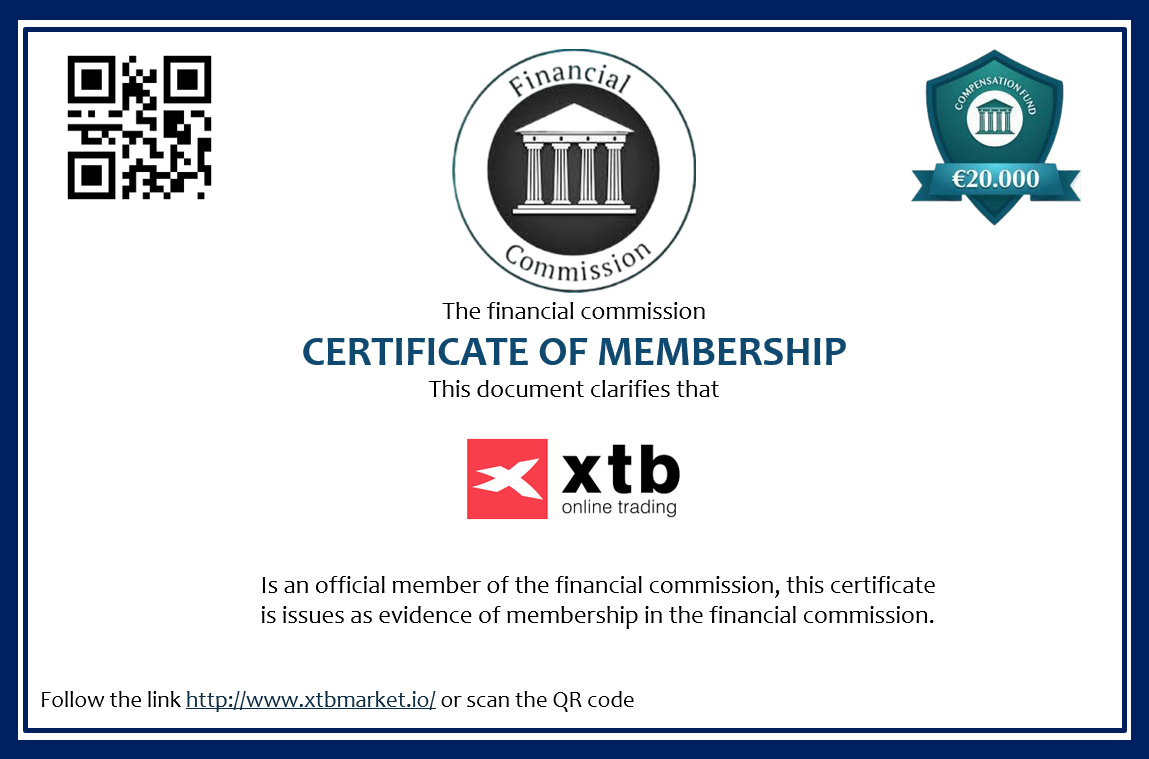 Financial
Commission
COMPENSATION FUND
€20.000
The financial commission
CERTIFICATE OF MEMBERSHIP
This document clarifies that
xtb
online trading
Is an official member of the financial commission, this certificate
is issues as evidence of membership in the financial commission.
Follow the link http://www.xtbmarket.io/ or scan the QR code